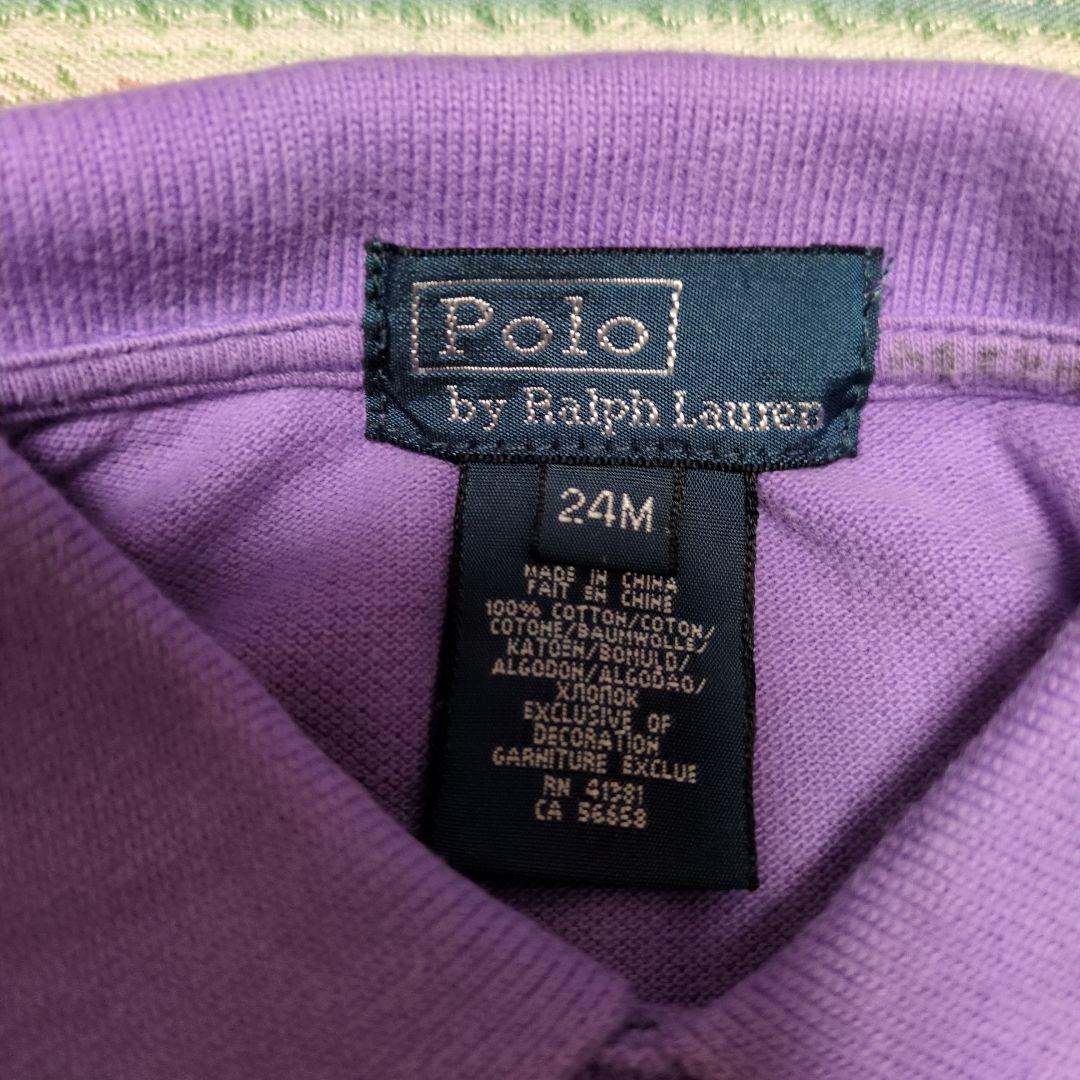 Polo
by Ralph Lauren
24M
MADE IN CHINA
FAIT EN CHINE
100% COTTON/COTON/
COTONE/BAUMWOLLE/
KATOEN/BOMULD/
ALGODON/ALGODAO/
ХЛОПОК
EXCLUSIVE OF
DECORATION
GARNITURE EXCLUE
RN 41381
CA 56658